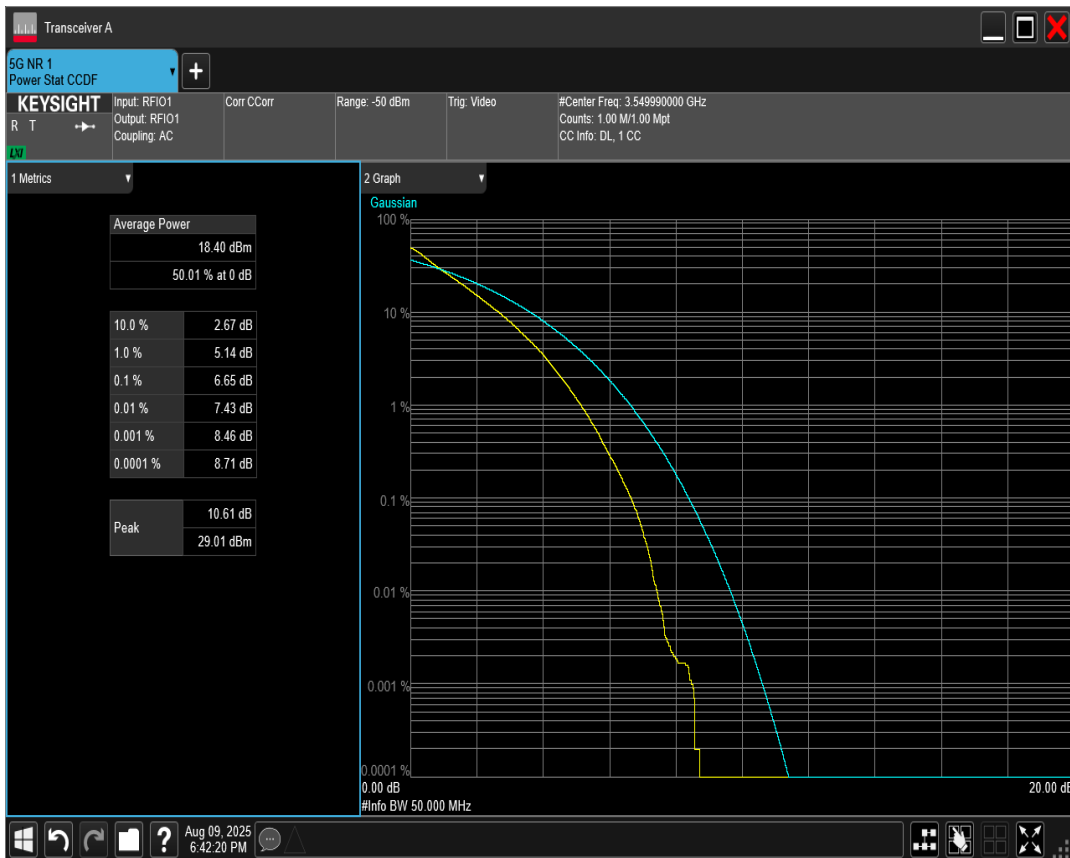 Transceiver A
5G NR 1
Power Stat CCDF
KEYSIGHT
R T
LXI
Input: RFIO1
Output: RFIO1
Coupling: AC
Corr CCorr
Range: -50 dBm
Trig: Video
#Center Freq: 3.549990000 GHz
Counts: 1.00 M/1.00 Mpt
CC Info: DL, 1 CC
1 Metrics
Average Power
18.40 dBm
50.01 % at 0 dB
10.0 % 2.67 dB
1.0 % 5.14 dB
0.1 % 6.65 dB
0.01 % 7.43 dB
0.001 % 8.46 dB
0.0001 % 8.71 dB
Peak
10.61 dB
29.01 dBm
2 Graph
Gaussian
100 %
10 %
1 %
0.1 %
0.01 %
0.001 %
0.0001 %
0.00 dB
20.00 dB
#Info BW 50.000 MHz
?
Aug 09, 2025
6:42:20 PM